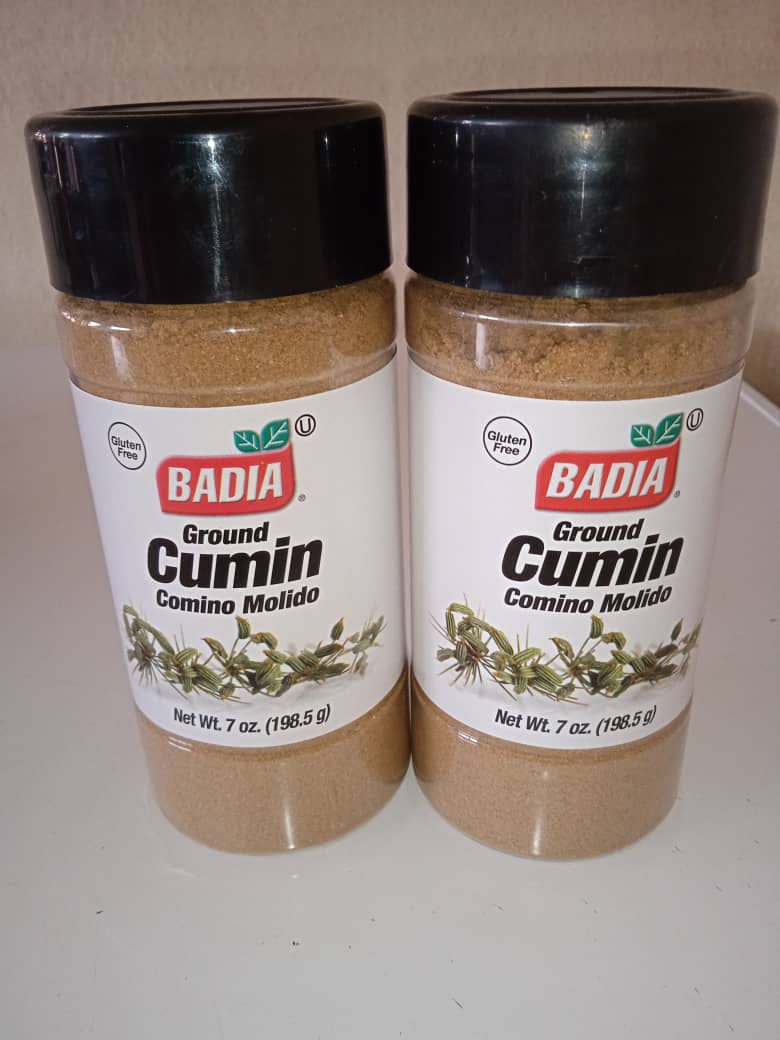 Gluten
Free
U
BADIA®
Ground
Cumin
Comino Molido
Net Wt. 7 oz. (198.5 g)
Gluten
Free
U
BADIA®
Ground
Cumin
Comino Molido
Net Wt. 7 oz. (198.5 g)